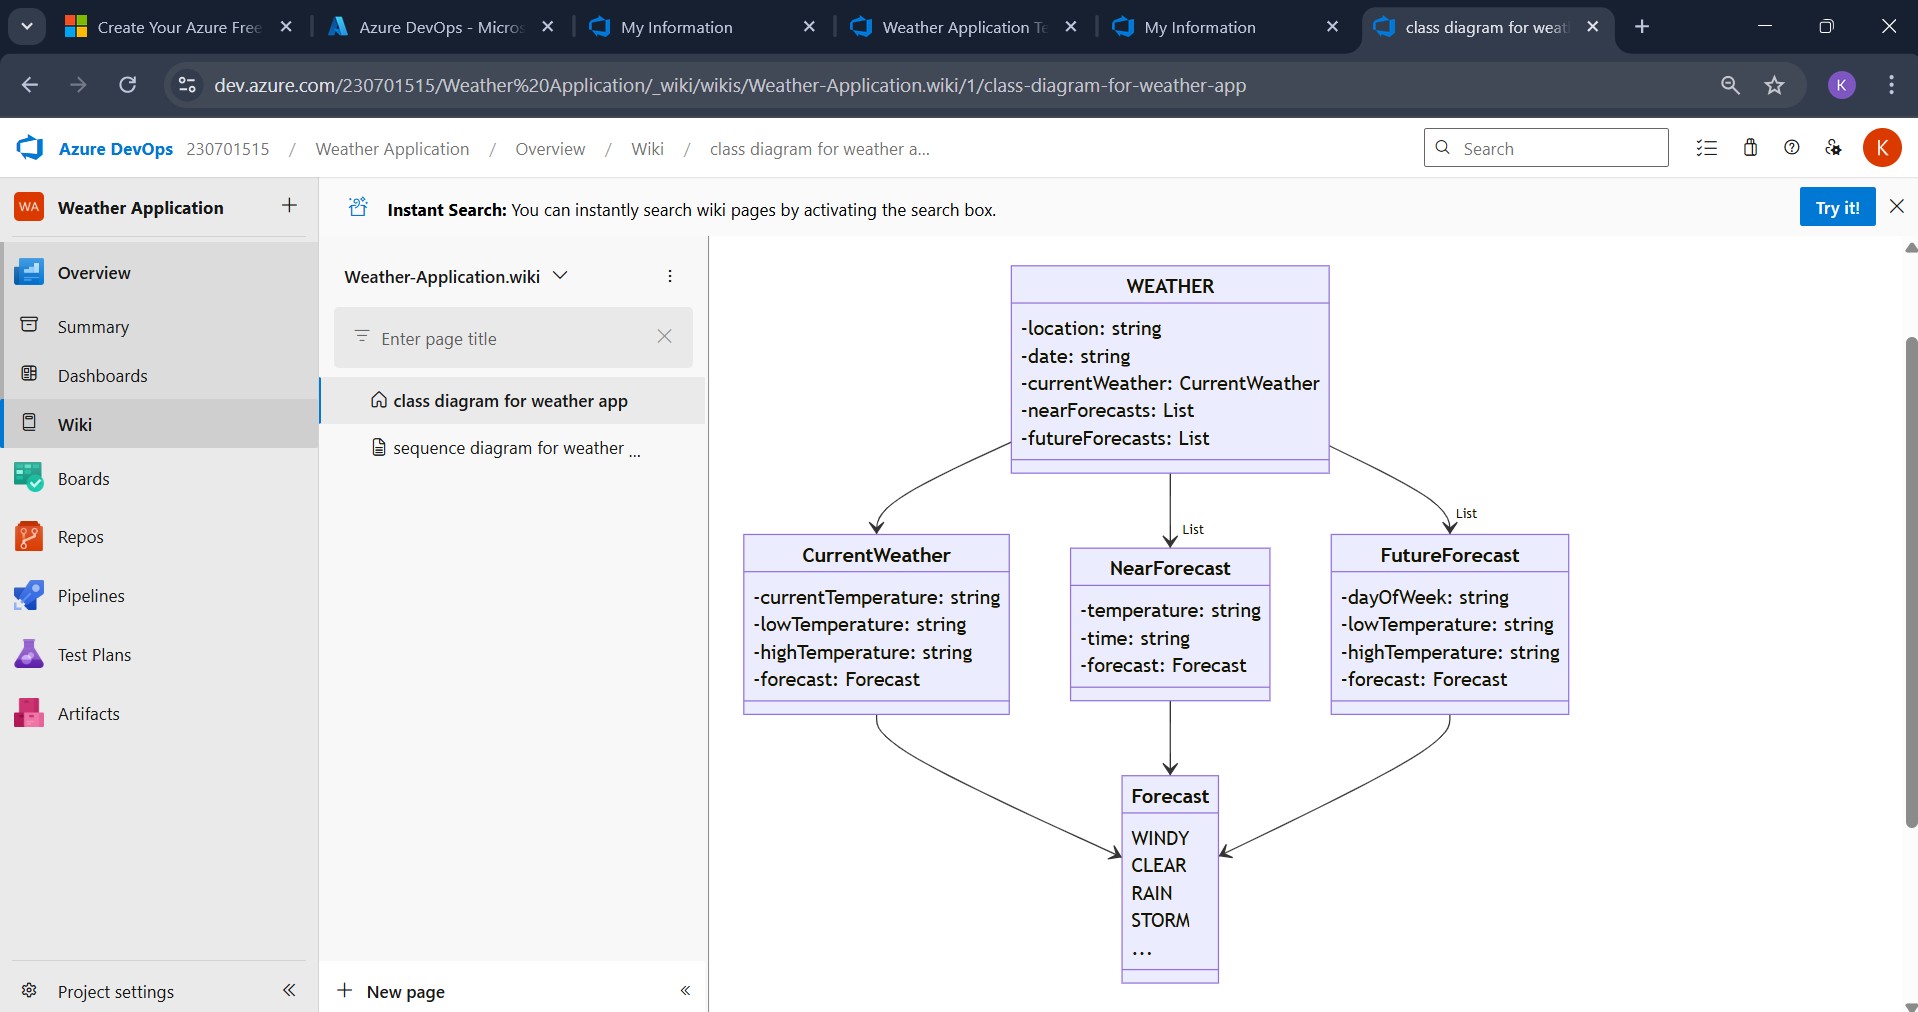 Create Your Azure Free
Azure DevOps - Micros
My Information
Weather Application Te
My Information
class diagram for weat
dev.azure.com/230701515/Weather%20Application/_wiki/wikis/Weather-Application.wiki/1/class-diagram-for-weather-app
K
Azure DevOps 230701515 / Weather Application / Overview / Wiki / class diagram for weather a...
Search
K
WA Weather Application
Instant Search: You can instantly search wiki pages by activating the search box.
Try it!
Overview
Summary
Dashboards
Wiki
Boards
Repos
Pipelines
Test Plans
Artifacts
Project settings
Weather-Application.wiki
Enter page title
class diagram for weather app
sequence diagram for weather ...
New page
WEATHER
-location: string
-date: string
-currentWeather: CurrentWeather
-nearForecasts: List
-futureForecasts: List
List
List
CurrentWeather
-currentTemperature: string
-lowTemperature: string
-highTemperature: string
-forecast: Forecast
NearForecast
-temperature: string
-time: string
-forecast: Forecast
FutureForecast
-dayOfWeek: string
-lowTemperature: string
-highTemperature: string
-forecast: Forecast
Forecast
WINDY
CLEAR
RAIN
STORM
...